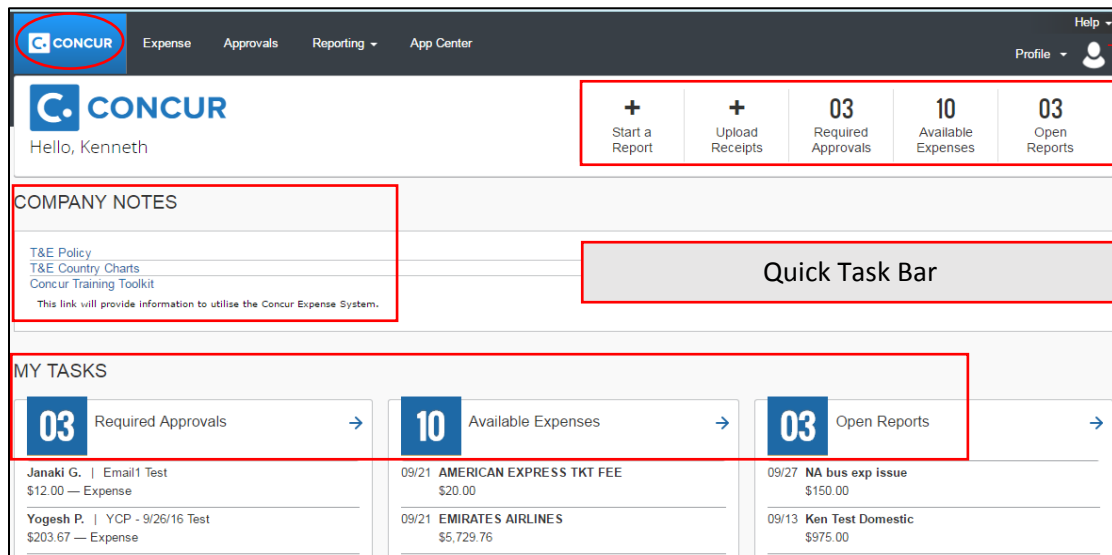 Help
C. CONCUR Expense Approvals Reporting App Center
Profile
C. CONCUR
Hello, Kenneth
+ Start a Report
+ Upload Receipts
03 Required Approvals
10 Available Expenses
03 Open Reports
COMPANY NOTES
T&E Policy
T&E Country Charts
Concur Training Toolkit
This link will provide information to utilise the Concur Expense System.
Quick Task Bar
MY TASKS
03 Required Approvals
Janaki G. | Email1 Test
$12.00 — Expense
Yogesh P. | YCP - 9/26/16 Test
$203.67 — Expense
10 Available Expenses
09/21 AMERICAN EXPRESS TKT FEE
$20.00
09/21 EMIRATES AIRLINES
$5,729.76
03 Open Reports
09/27 NA bus exp issue
$150.00
09/13 Ken Test Domestic
$975.00